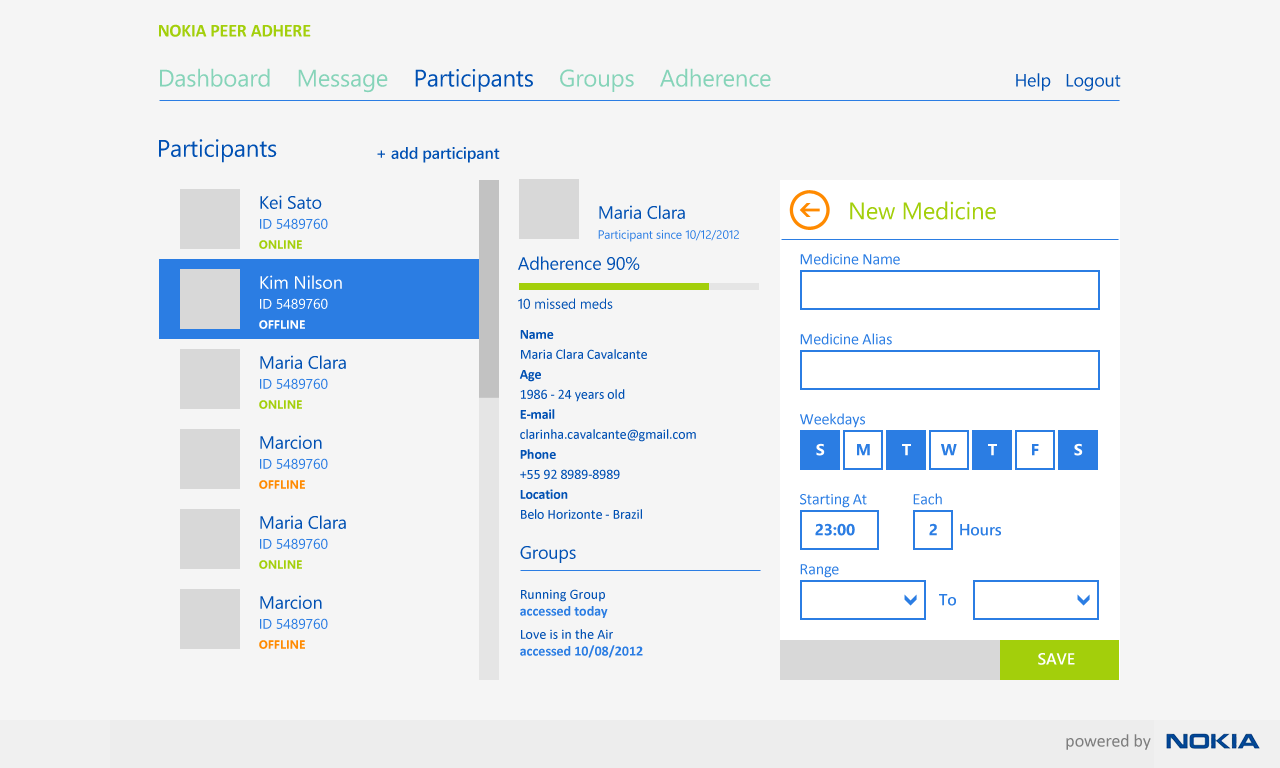 NOKIA PEER ADHERE
Dashboard Message Participants Groups Adherence Help Logout
Participants
+ add participant
Kei Sato
ID 5489760
ONLINE
Kim Nilson
ID 5489760
OFFLINE
Maria Clara
ID 5489760
ONLINE
Marcion
ID 5489760
OFFLINE
Maria Clara
ID 5489760
ONLINE
Marcion
ID 5489760
OFFLINE
Maria Clara
Participant since 10/12/2012
Adherence 90%
10 missed meds
Name
Maria Clara Cavalcante
Age
1986 - 24 years old
E-mail
clarinha.cavalcante@gmail.com
Phone
+55 92 8989-8989
Location
Belo Horizonte - Brazil
Groups
Running Group
accessed today
Love is in the Air
accessed 10/08/2012
New Medicine
Medicine Name
Medicine Alias
Weekdays
S M T W T F S
Starting At Each
23:00 2 Hours
Range
To
SAVE
powered by NOKIA